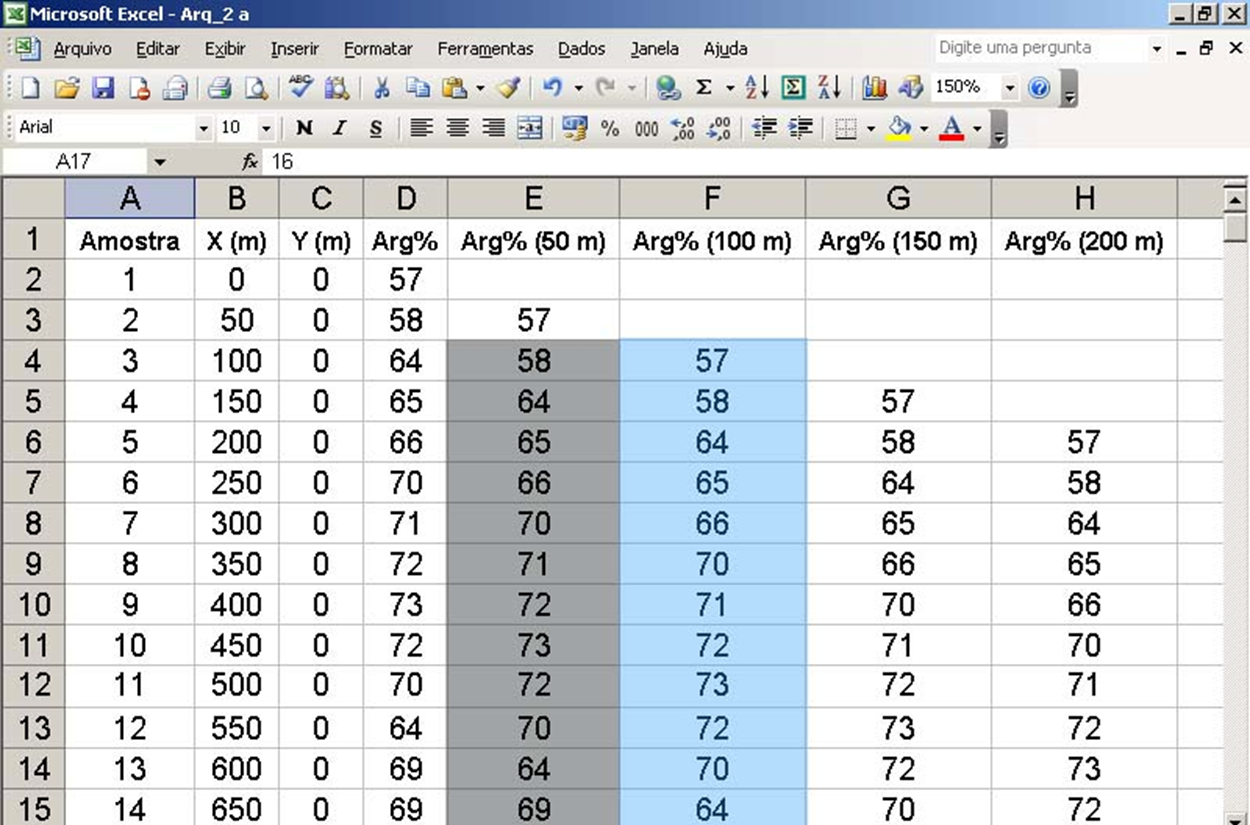 Microsoft Excel - Arq_2 a
Arquivo Editar Exibir Inserir Formatar Ferramentas Dados Janela Ajuda Digite uma pergunta
ABC Σ A Z Σ Z A 150% ?
Arial 10 N I S a % 000 ,00 ,00 A
A17 fx 16
A B C D E F G H
1 Amostra X (m) Y (m) Arg% Arg% (50 m) Arg% (100 m) Arg% (150 m) Arg% (200 m)
2 1 0 0 57
3 2 50 0 58 57
4 3 100 0 64 58 57
5 4 150 0 65 64 58 57
6 5 200 0 66 65 64 58 57
7 6 250 0 70 66 65 64 58
8 7 300 0 71 70 66 65 64
9 8 350 0 72 71 70 66 65
10 9 400 0 73 72 71 70 66
11 10 450 0 72 73 72 71 70
12 11 500 0 70 72 73 72 71
13 12 550 0 64 70 72 73 72
14 13 600 0 69 64 70 72 73
15 14 650 0 69 69 64 70 72